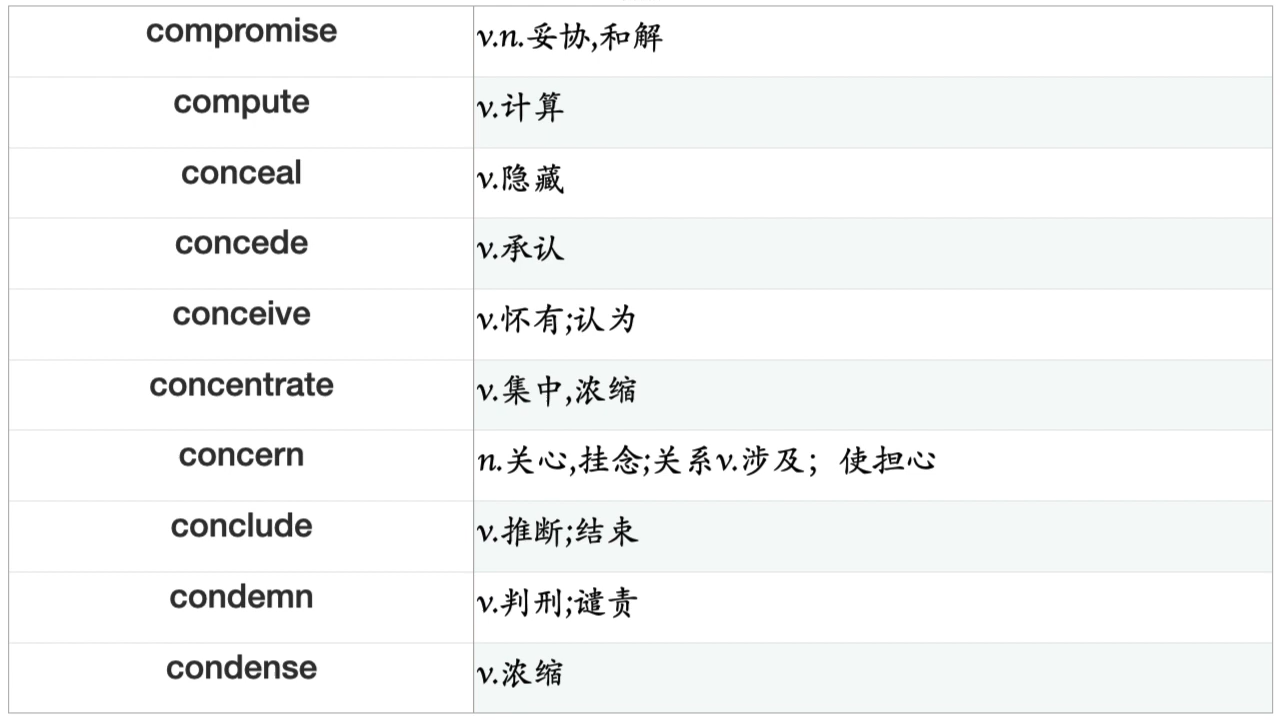 compromise v.n.妥协,和解
compute v.计算
conceal v.隐藏
concede v.承认
conceive v.怀有;认为
concentrate v.集中,浓缩
concern n.关心,挂念;关系v.涉及；使担心
conclude v.推断;结束
condemn v.判刑;谴责
condense v.浓缩